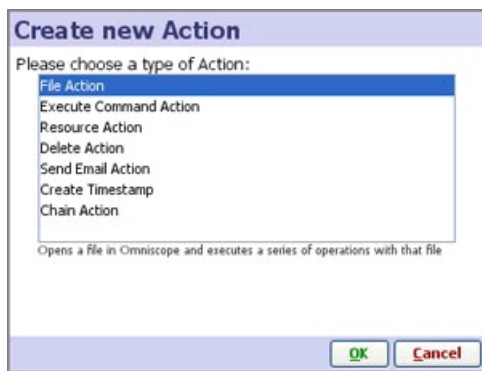 Create new Action
Please choose a type of Action:
File Action
Execute Command Action
Resource Action
Delete Action
Send Email Action
Create Timestamp
Chain Action
Opens a file in Omniscope and executes a series of operations with that file
OK
Cancel